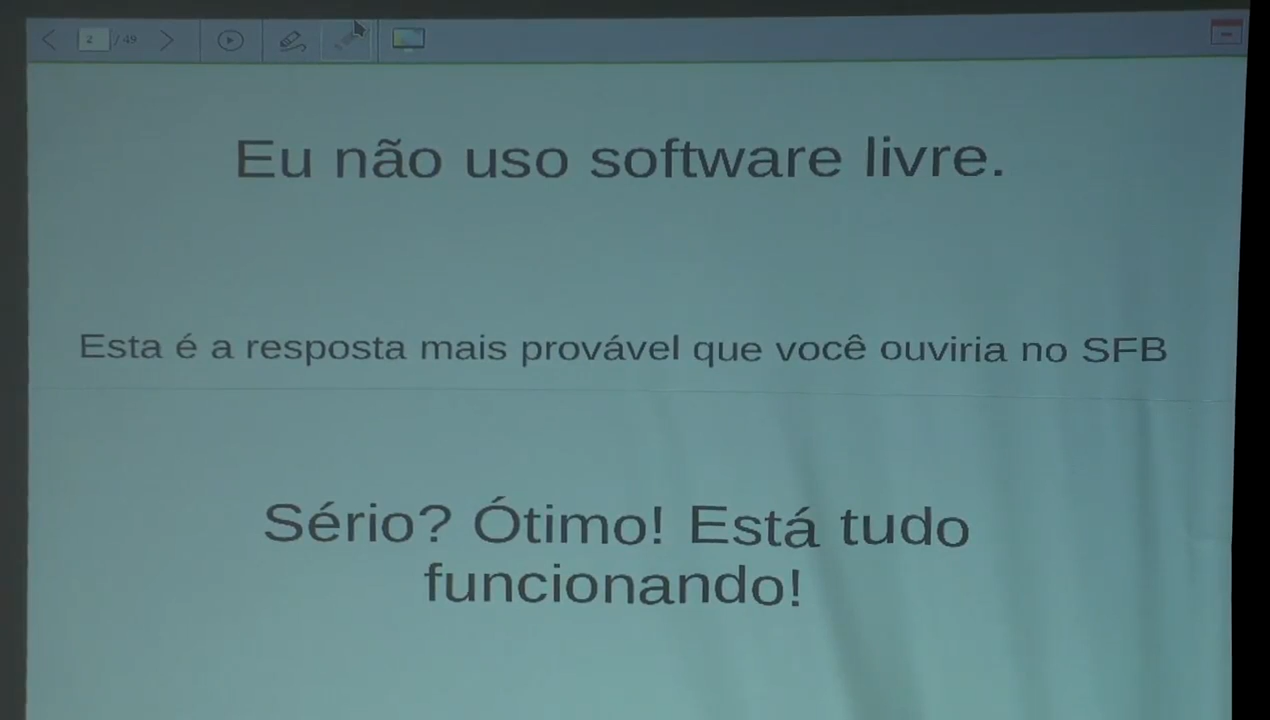 2 / 49
Eu não uso software livre.
Esta é a resposta mais provável que você ouviria no SFB
Sério? Ótimo! Está tudo
funcionando!